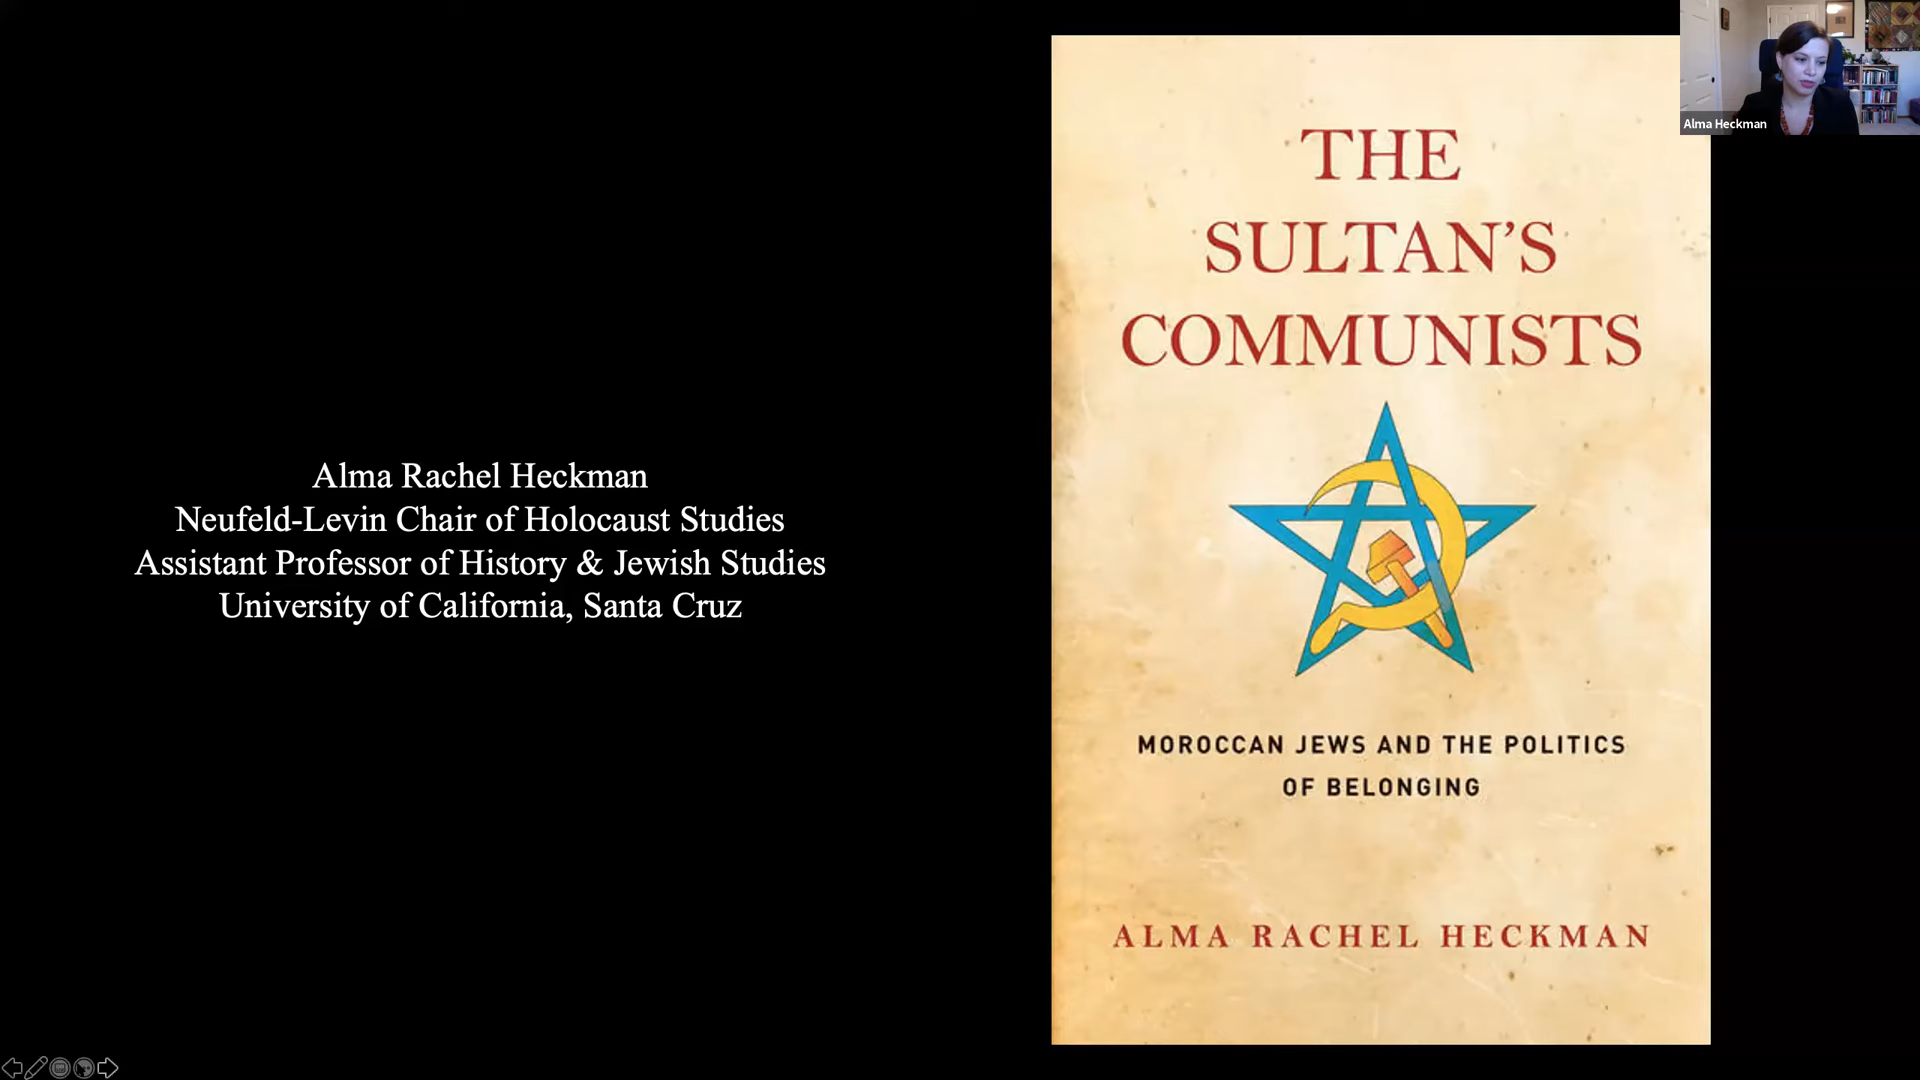 Alma Rachel Heckman
Neufeld-Levin Chair of Holocaust Studies
Assistant Professor of History & Jewish Studies
University of California, Santa Cruz
THE
SULTAN'S
COMMUNISTS
MOROCCAN JEWS AND THE POLITICS
OF BELONGING
ALMA RACHEL HECKMAN
Alma Heckman